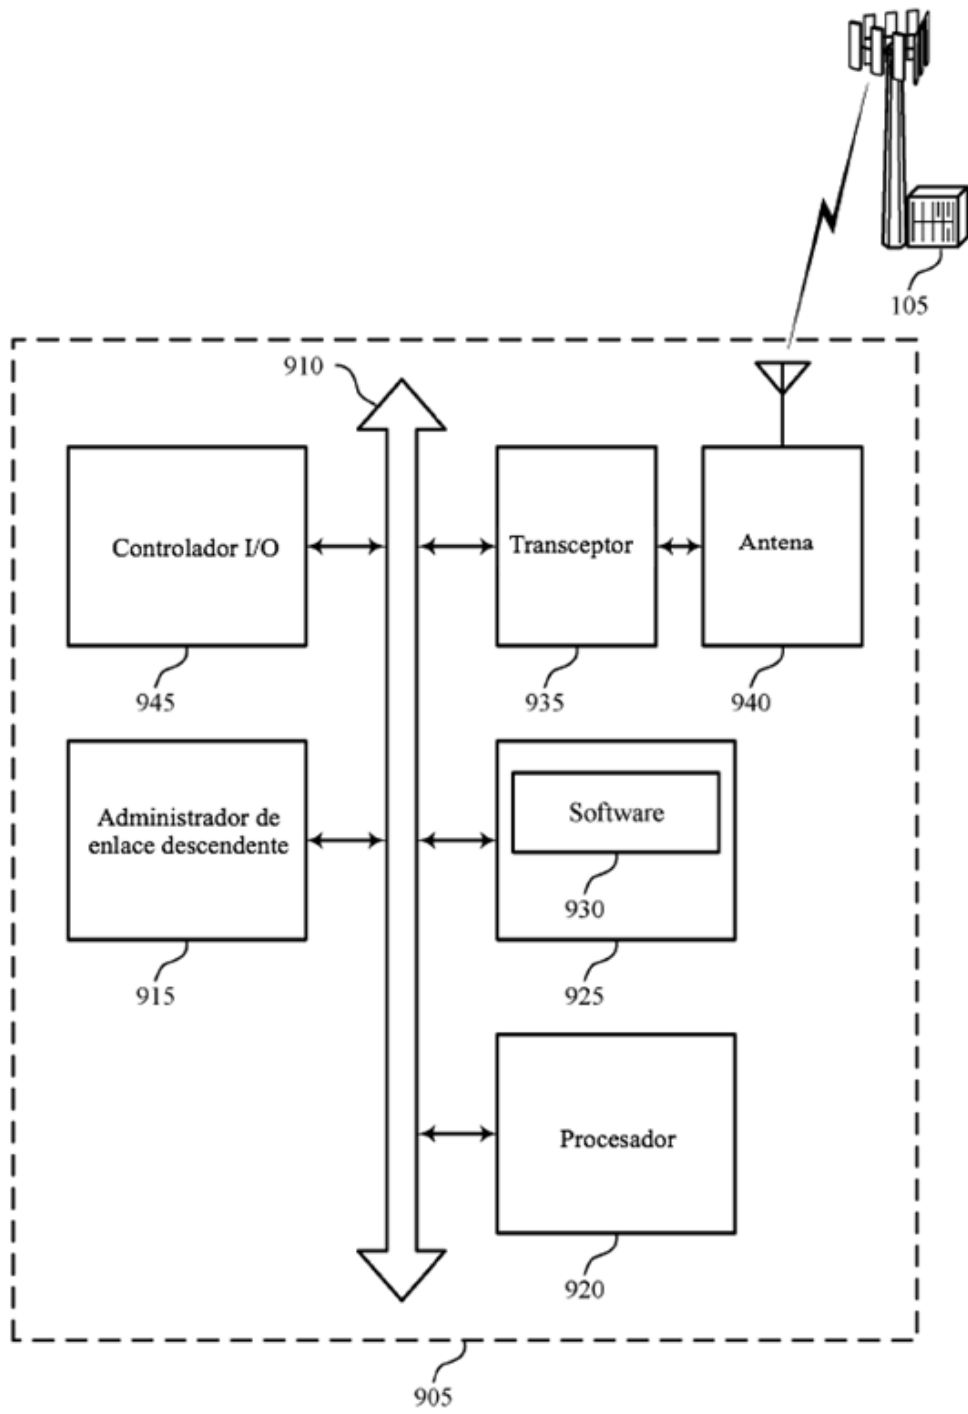 105
910
Controlador I/O
Transceptor
Antena
945
935
940
Administrador de
enlace descendente
Software
930
915
925
Procesador
920
905